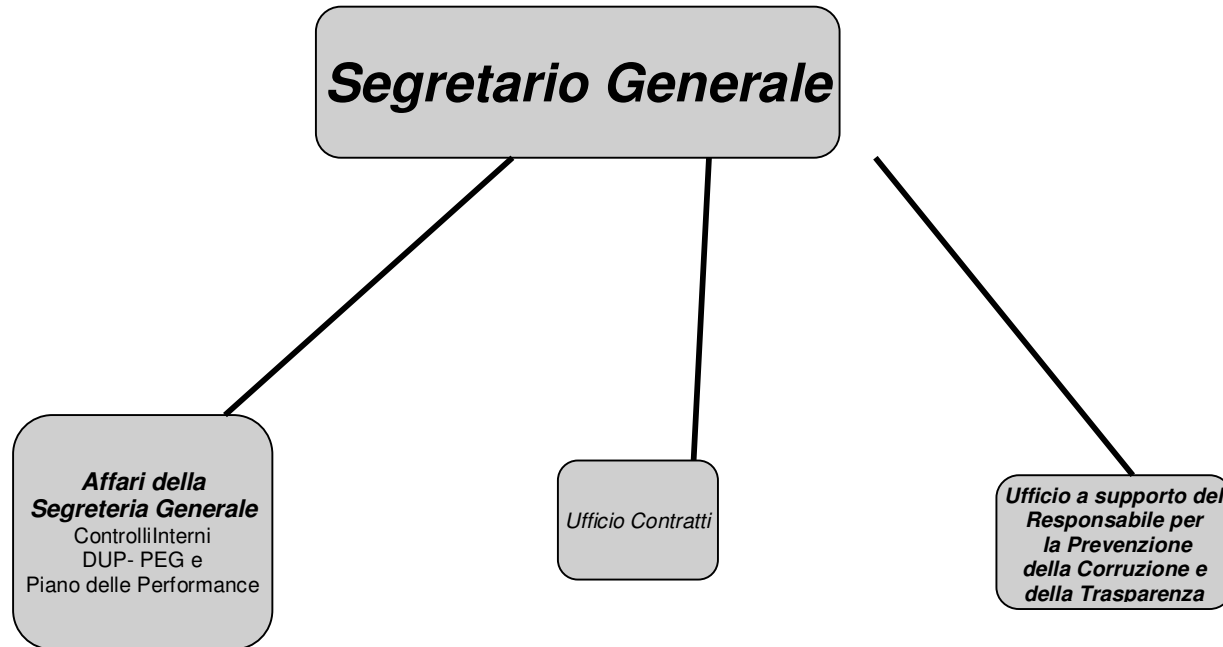 Segretario Generale
Affari della
Segreteria Generale
ControlliInterni
DUP- PEG e
Piano delle Performance
Ufficio Contratti
Ufficio a supporto del
Responsabile per
la Prevenzione
della Corruzione e
della Trasparenza